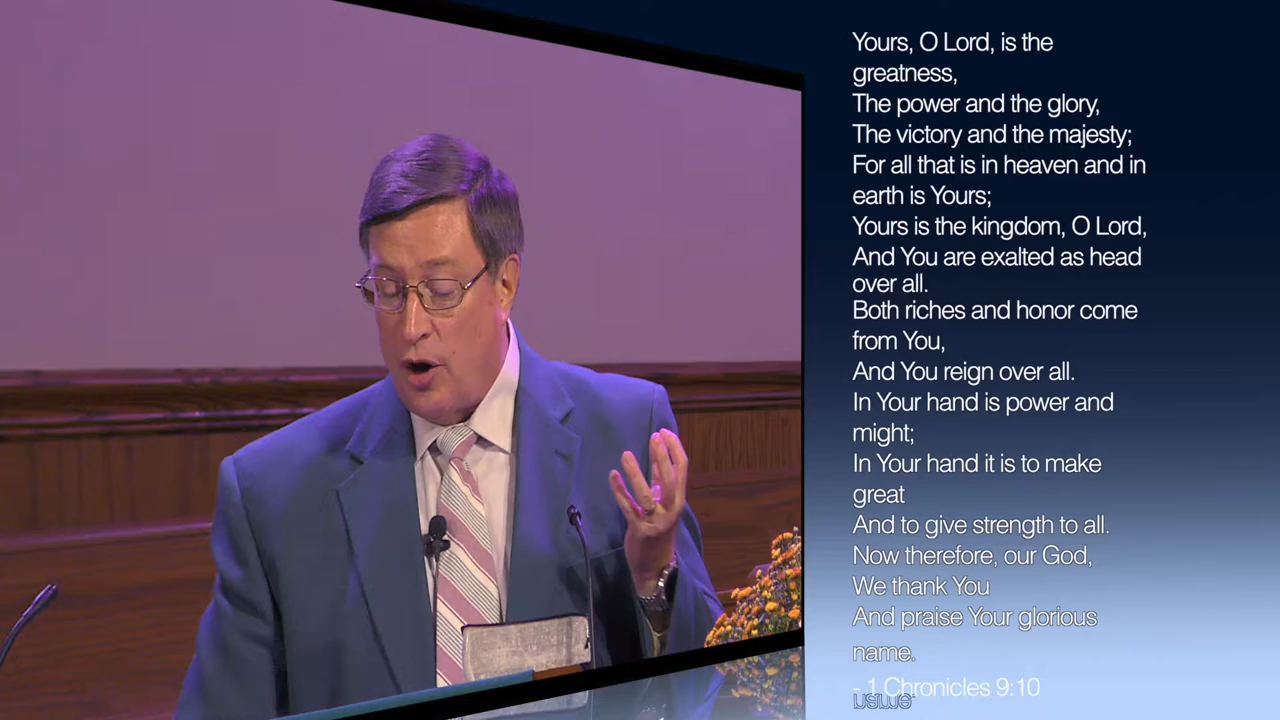 Yours, O Lord, is the
greatness,
The power and the glory,
The victory and the majesty;
For all that is in heaven and in
earth is Yours;
Yours is the kingdom, O Lord,
And You are exalted as head
over all.
Both riches and honor come
from You,
And You reign over all.
In Your hand is power and
might;
In Your hand it is to make
great
And to give strength to all.
Now therefore, our God,
We thank You
And praise Your glorious
name.
- 1 Chronicles 9:10